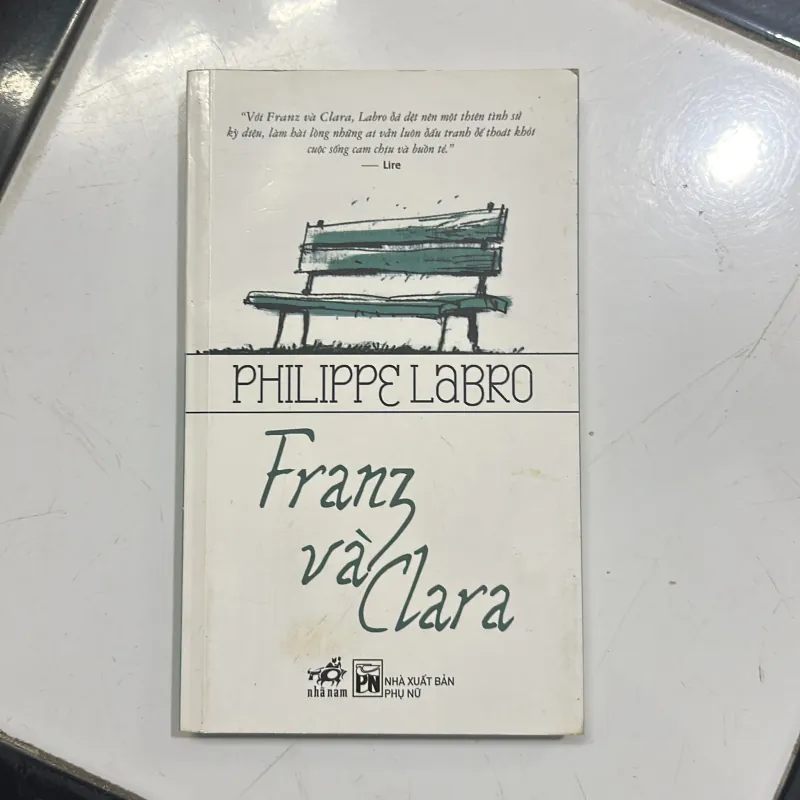 "Với Franz và Clara, Labro đã dệt nên một thiên tình sử
kỳ diệu, làm hài lòng những ai vẫn luôn đấu tranh để thoát khỏi
cuộc sống cam chịu và buồn tẻ."
— Lire
PHILIPPE LABRO
Franz
và
Clara
nhã nam
PN
NHÀ XUẤT BẢN
PHỤ NỮ